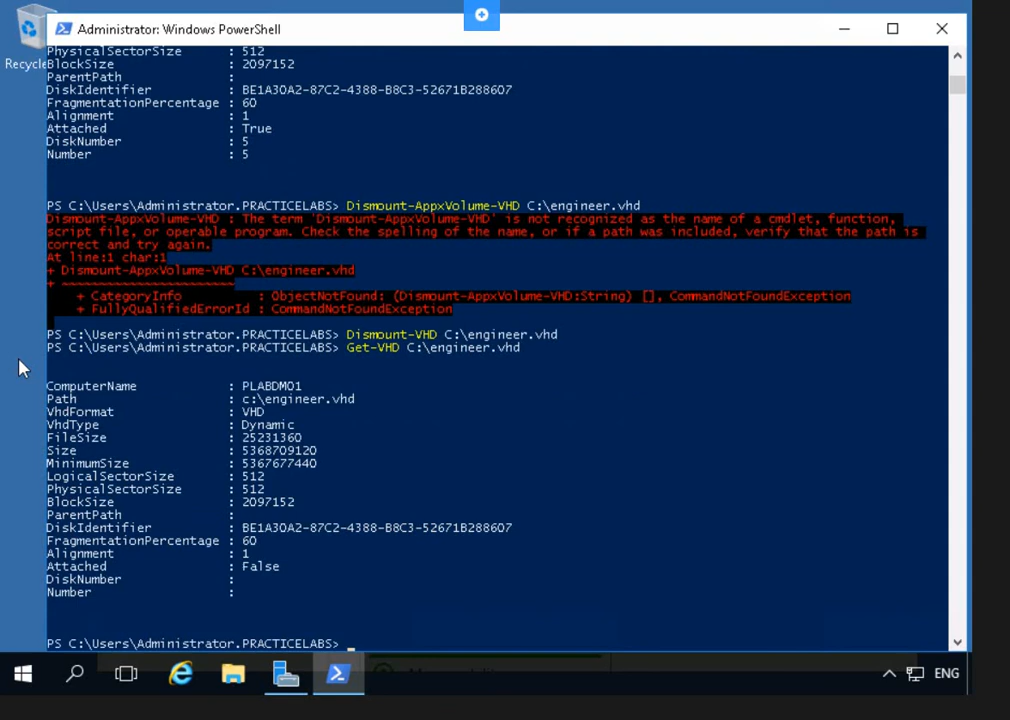 Administrator: Windows PowerShell
Recycle
PhysicalSectorSize : 512
BlockSize : 2097152
ParentPath :
DiskIdentifier : BE1A30A2-87C2-4388-B8C3-52671B288607
FragmentationPercentage : 60
Alignment : 1
Attached : True
DiskNumber : 5
Number : 5
PS C:\Users\Administrator.PRACTICELABS> Dismount-AppxVolume-VHD C:\engineer.vhd
Dismount-AppxVolume-VHD : The term 'Dismount-AppxVolume-VHD' is not recognized as the name of a cmdlet, function,
script file, or operable program. Check the spelling of the name, or if a path was included, verify that the path is
correct and try again.
At line:1 char:1
+ Dismount-AppxVolume-VHD C:\engineer.vhd
+ ~~~~~~~~~~~~~~~~~~~~~~~
+ CategoryInfo : ObjectNotFound: (Dismount-AppxVolume-VHD:String) [], CommandNotFoundException
+ FullyQualifiedErrorId : CommandNotFoundException
PS C:\Users\Administrator.PRACTICELABS> Dismount-VHD C:\engineer.vhd
PS C:\Users\Administrator.PRACTICELABS> Get-VHD C:\engineer.vhd
ComputerName : PLABDM01
Path : c:\engineer.vhd
VhdFormat : VHD
VhdType : Dynamic
FileSize : 25231360
Size : 5368709120
MinimumSize : 5367677440
LogicalSectorSize : 512
PhysicalSectorSize : 512
BlockSize : 2097152
ParentPath :
DiskIdentifier : BE1A30A2-87C2-4388-B8C3-52671B288607
FragmentationPercentage : 60
Alignment : 1
Attached : False
DiskNumber :
Number :
PS C:\Users\Administrator.PRACTICELABS>
ENG